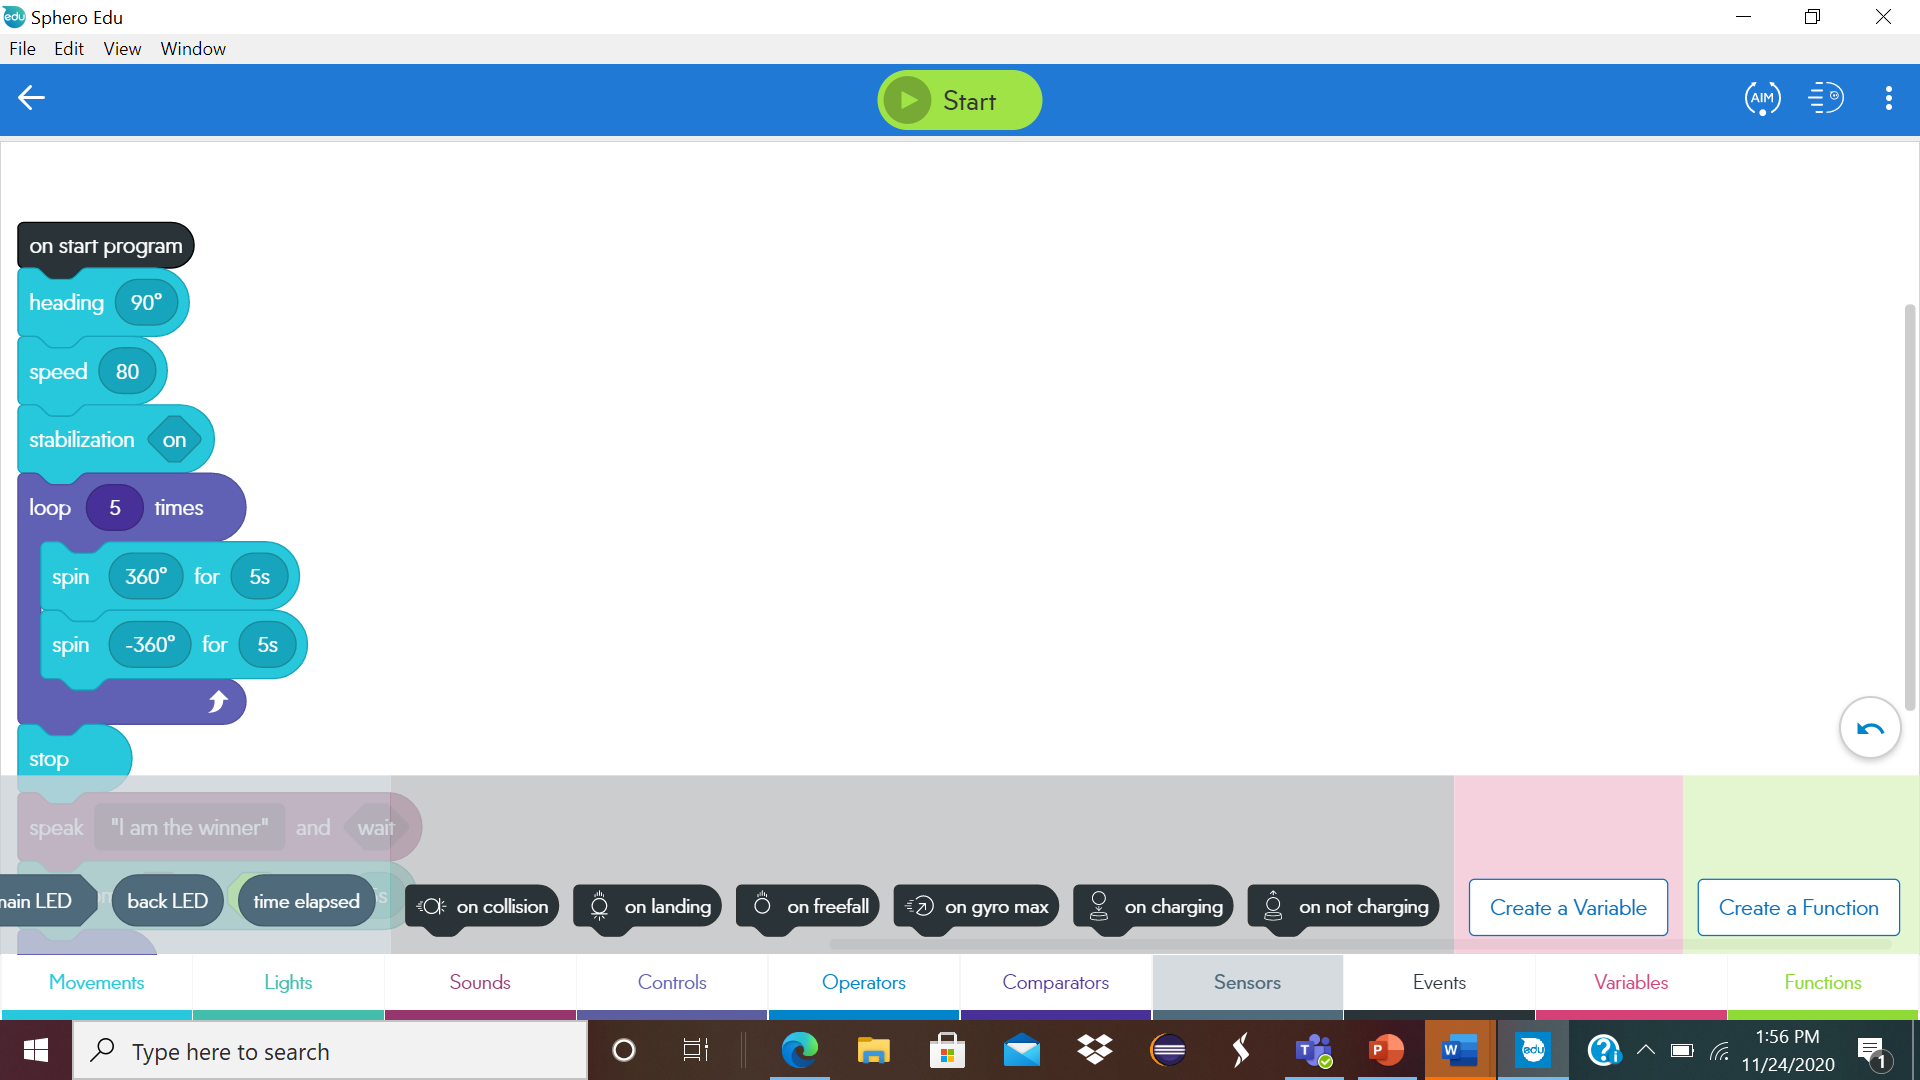 edu Sphero Edu
File Edit View Window
Start
AIM
on start program
heading 90°
speed 80
stabilization on
loop 5 times
spin 360° for 5s
spin -360° for 5s
stop
speak "I am the winner" and wait
main LED back LED time elapsed s on collision on landing on freefall on gyro max on charging on not charging Create a Variable Create a Function
Movements Lights Sounds Controls Operators Comparators Sensors Events Variables Functions
Type here to search
T P W edu ?
1:56 PM
11/24/2020
1